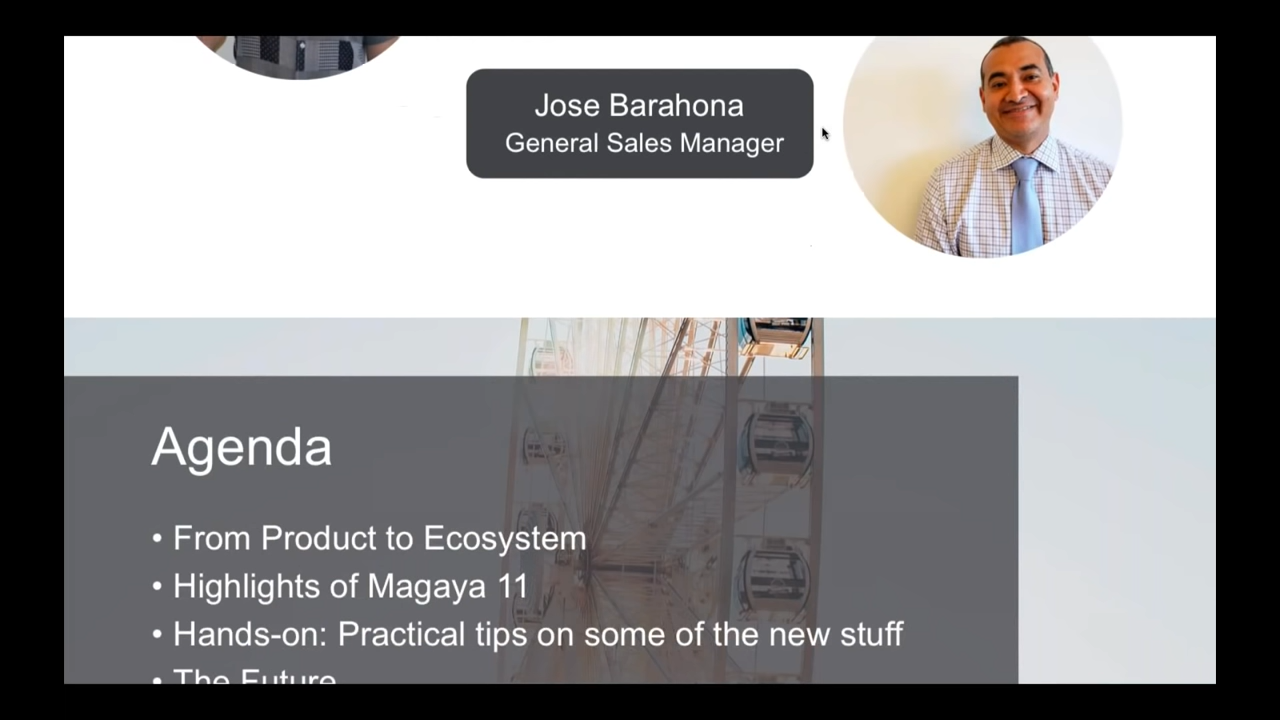 Jose Barahona
General Sales Manager
Agenda
• From Product to Ecosystem
• Highlights of Magaya 11
• Hands-on: Practical tips on some of the new stuff
• The Future